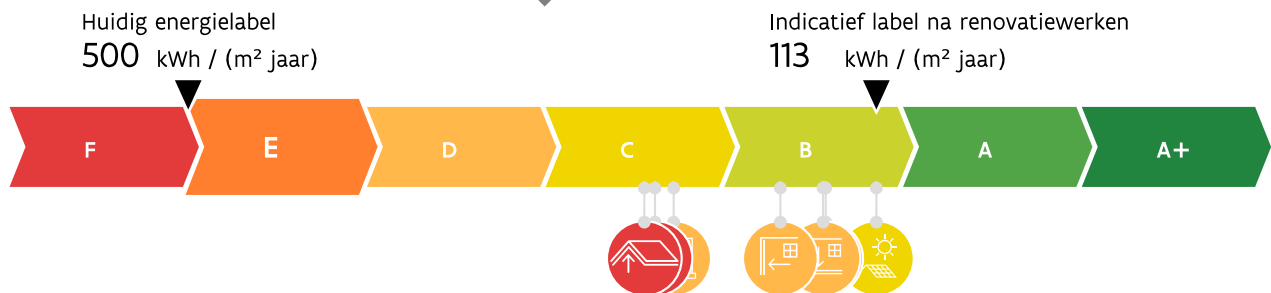 Huidig energielabel
500 kWh / (m² jaar)
Indicatief label na renovatiewerken
113 kWh / (m² jaar)
F E D C B A A+